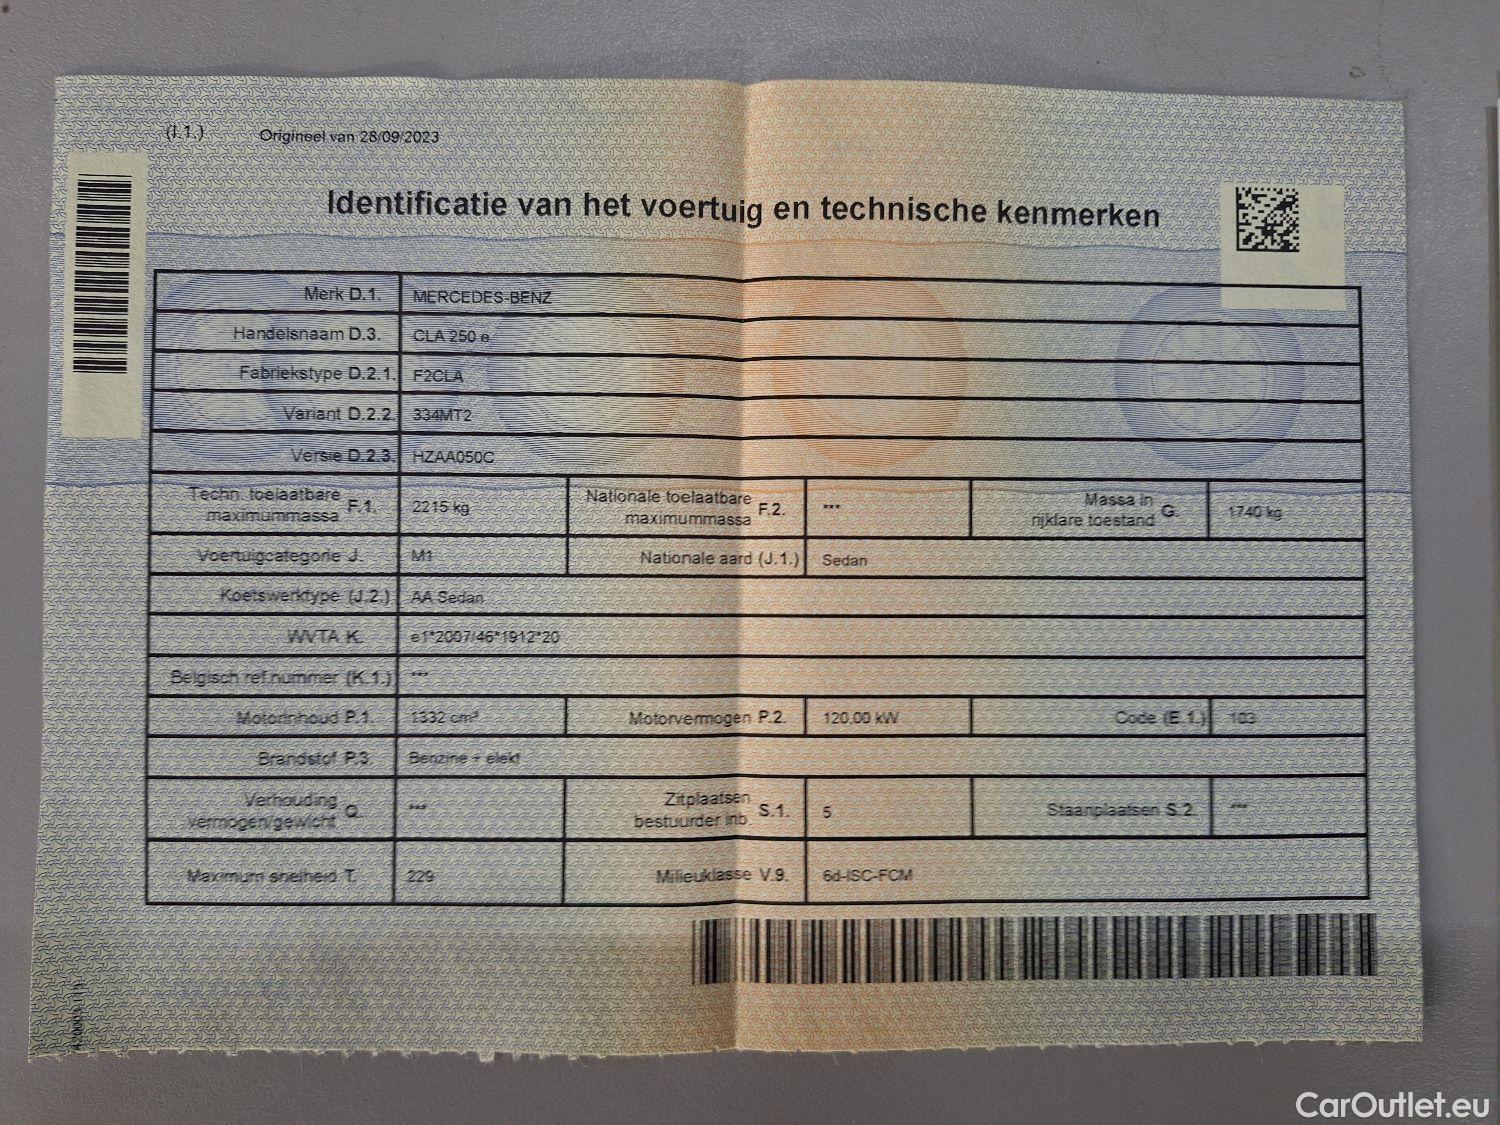 (I.1.) Origineel van 28/09/2023
Identificatie van het voertuig en technische kenmerken
Merk D.1. MERCEDES-BENZ
Handelsnaam D.3. CLA 250 e
Fabriekstype D.2.1. F2CLA
Variant D.2.2. 334MT2
Versie D.2.3. HZAA050C
Techn. toelaatbare maximummassa F.1. 2215 kg Nationale toelaatbare maximummassa F.2. *** Massa in rijklare toestand G. 1740 kg
Voertuigcategorie J. M1 Nationale aard (J.1.) Sedan
Koetswerktype (J.2.) AA Sedan
WVTA K. e1*2007/46*1912*20
Belgisch ref.nummer (K.1.) ***
Motorinhoud P.1. 1332 cm³ Motorvermogen P.2. 120,00 kW Code (E.1.) 103
Brandstof P.3. Benzine + elekt
Verhouding vermogen/gewicht Q. *** Zitplaatsen bestuurder inb. S.1. 5 Staanplaatsen S.2. ***
Maximum snelheid T. 229 Milieuklasse V.9. 6d-ISC-FCM
CarOutlet.eu